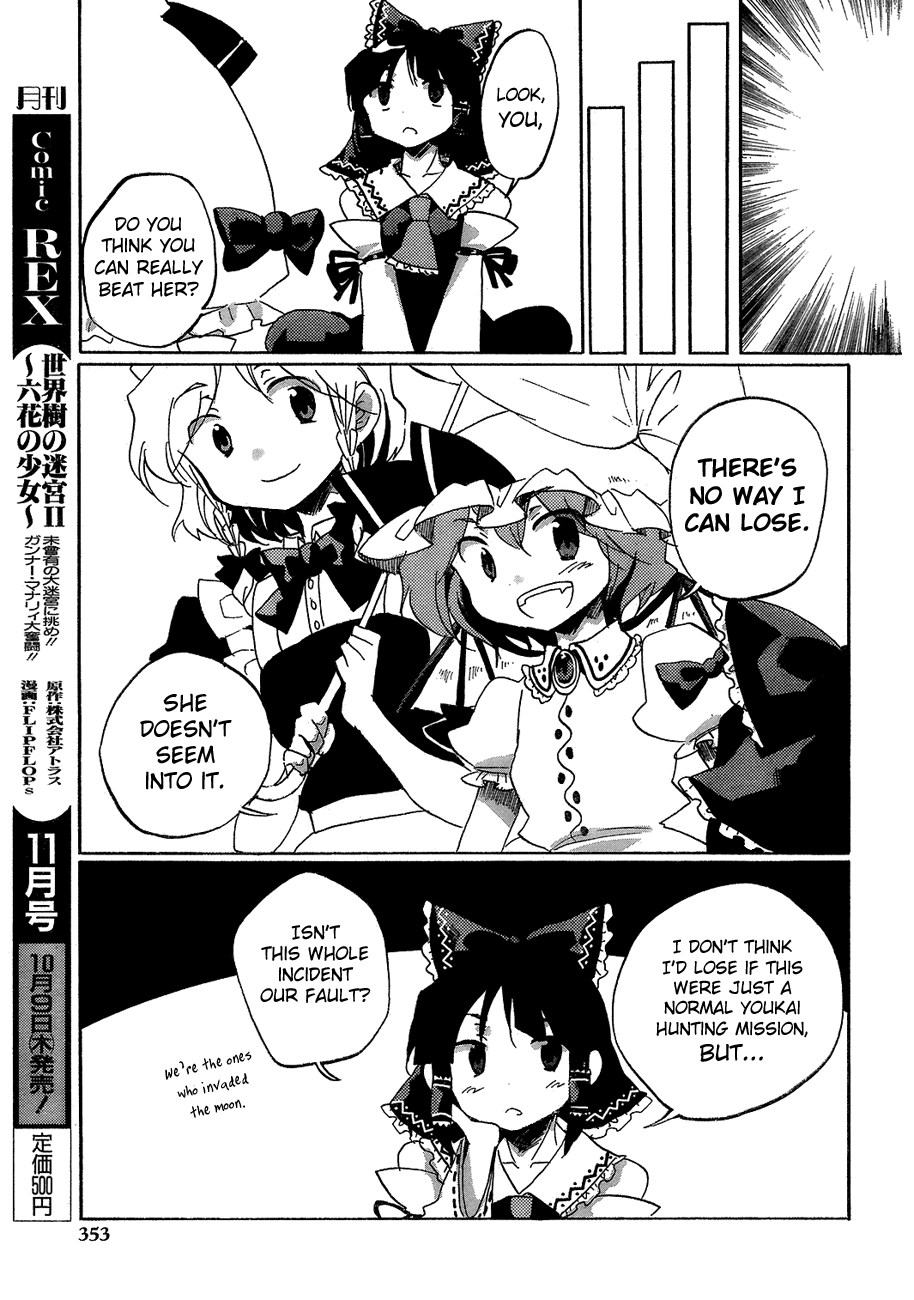 LOOK,
YOU,
DO YOU
THINK YOU
CAN REALLY
BEAT HER?
THERE'S
NO WAY I
CAN LOSE.
SHE
DOESN'T
SEEM
INTO IT.
I DON'T THINK
I'D LOSE IF THIS
WERE JUST A
NORMAL YOUKAI
HUNTING MISSION,
BUT...
ISN'T
THIS WHOLE
INCIDENT
OUR FAULT?
We're the ones
who invaded
the moon.
月刊
Comic REX
世界樹の迷宮II
～六花の少女～
未曾有の大迷宮に挑め!!
ガンナー・マナリィ大奮闘!!
原作:株式会社アトラス
漫画:FLIPFLOPs
11月号
10月9日(木)発売!
定価500円
353